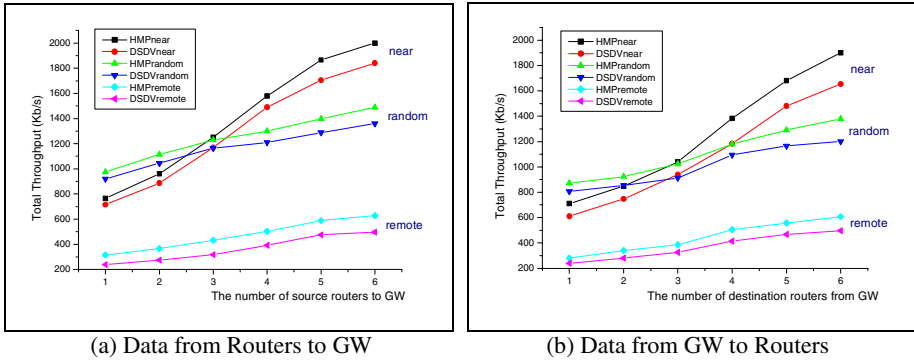 2000
1800
1600
1400
1200
1000
800
600
400
200
Total Throughput (Kb/s)
HMPnear
DSDVnear
HMPrandom
DSDVrandom
HMPremote
DSDVremote
near
random
remote
1 2 3 4 5 6
The number of source routers to GW
(a) Data from Routers to GW
2000
1800
1600
1400
1200
1000
800
600
400
200
Total Throughput (Kb/s)
HMPnear
DSDVnear
HMPrandom
DSDVrandom
HMPremote
DSDVremote
near
random
remote
1 2 3 4 5 6
The number of destination routers from GW
(b) Data from GW to Routers